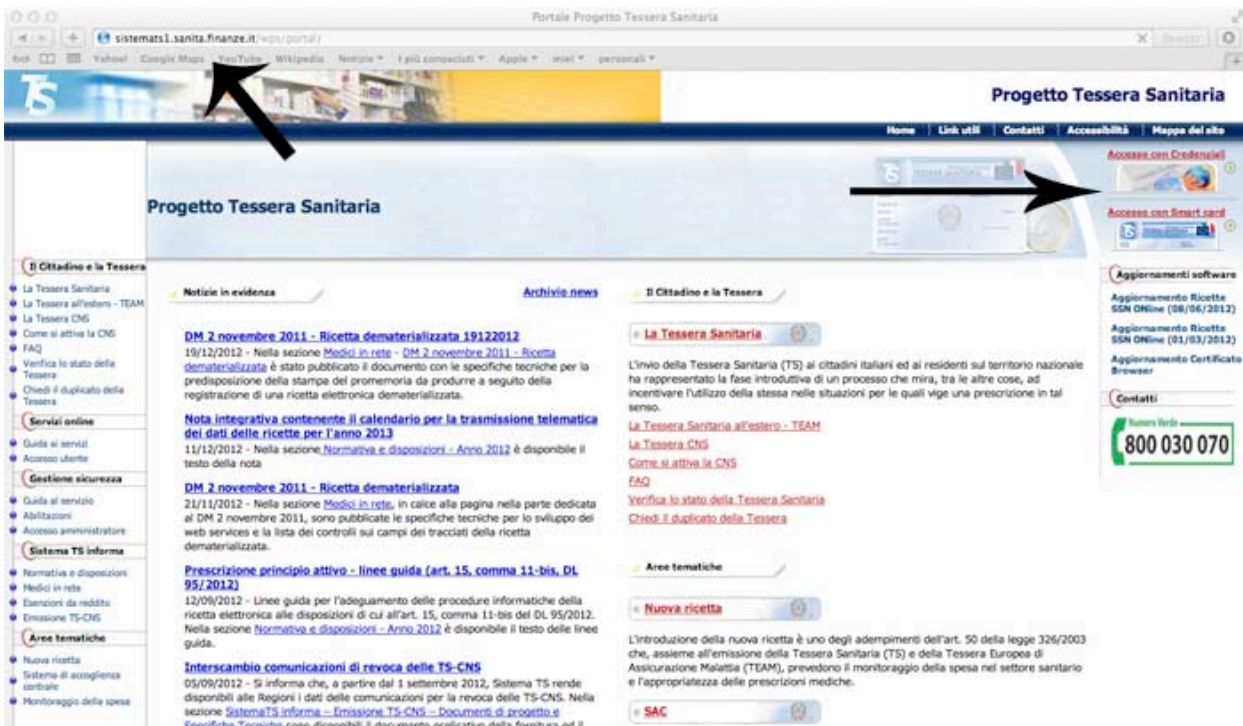 Portale Progetto Tessera Sanitaria
sistemats1.sanita.finanze.it/wps/portal/
Yahoo! Google Maps YouTube Wikipedia Notizie I più conosciuti Apple miei personali
TS
Progetto Tessera Sanitaria
Home Link utili Contatti Accessibilità Mappa del sito
Progetto Tessera Sanitaria
Accesso con Credenziali
Accesso con Smart card
Il Cittadino e la Tessera
La Tessera Sanitaria
La Tessera all'estero - TEAM
La Tessera CNS
Come si attiva la CNS
FAQ
Verifica lo stato della
Tessera
Chiedi il duplicato della
Tessera
Servizi online
Guida ai servizi
Accesso utente
Gestione sicurezza
Guida al servizio
Abilitazioni
Accesso amministratore
Sistema TS informa
Normativa e disposizioni
Medici in rete
Esenzioni da reddito
Emissione TS-CNS
Aree tematiche
Nuova ricetta
Sistema di accoglienza
centrale
Monitoraggio della spesa
Notizie in evidenza
Archivio news
DM 2 novembre 2011 - Ricetta dematerializzata 19122012
19/12/2012 - Nella sezione Medici in rete - DM 2 novembre 2011 - Ricetta
dematerializzata è stato pubblicato il documento con le specifiche tecniche per la
predisposizione della stampa del promemoria da produrre a seguito della
registrazione di una ricetta elettronica dematerializzata.
Nota integrativa contenente il calendario per la trasmissione telematica
dei dati delle ricette per l'anno 2013
11/12/2012 - Nella sezione Normativa e disposizioni - Anno 2012 è disponibile il
testo della nota
DM 2 novembre 2011 - Ricetta dematerializzata
21/11/2012 - Nella sezione Medici in rete, in calce alla pagina nella parte dedicata
al DM 2 novembre 2011, sono pubblicate le specifiche tecniche per lo sviluppo dei
web services e la lista dei controlli sui campi dei tracciati della ricetta
dematerializzata.
Prescrizione principio attivo - linee guida (art. 15, comma 11-bis, DL
95/2012)
12/09/2012 - Linee guida per l'adeguamento delle procedure informatiche della
ricetta elettronica alle disposizioni di cui all'art. 15, comma 11-bis del DL 95/2012.
Nella sezione Normativa e disposizioni - Anno 2012 è disponibile il testo delle linee
guida.
Interscambio comunicazioni di revoca delle TS-CNS
05/09/2012 - Si informa che, a partire dal 1 settembre 2012, Sistema TS rende
disponibili alle Regioni i dati delle comunicazioni per la revoca delle TS-CNS. Nella
sezione SistemaTS informa – Emissione TS-CNS – Documenti di progetto e
Specifiche Tecniche sono disponibili il documento esplicativo della fornitura ed il
Il Cittadino e la Tessera
La Tessera Sanitaria
L'invio della Tessera Sanitaria (TS) ai cittadini italiani ed ai residenti sul territorio nazionale
ha rappresentato la fase introduttiva di un processo che mira, tra le altre cose, ad
incentivare l'utilizzo della stessa nelle situazioni per le quali vige una prescrizione in tal
senso.
La Tessera Sanitaria all'estero - TEAM
La Tessera CNS
Come si attiva la CNS
FAQ
Verifica lo stato della Tessera Sanitaria
Chiedi il duplicato della Tessera
Aree tematiche
Nuova ricetta
L'introduzione della nuova ricetta è uno degli adempimenti dell'art. 50 della legge 326/2003
che, assieme all'emissione della Tessera Sanitaria (TS) e della Tessera Europea di
Assicurazione Malattia (TEAM), prevedono il monitoraggio della spesa nel settore sanitario
e l'appropriatezza delle prescrizioni mediche.
SAC
Aggiornamenti software
Aggiornamento Ricette
SSN ONline (08/06/2012)
Aggiornamento Ricette
SSN ONline (01/03/2012)
Aggiornamento Certificato
Browser
Contatti
Numero Verde
800 030 070